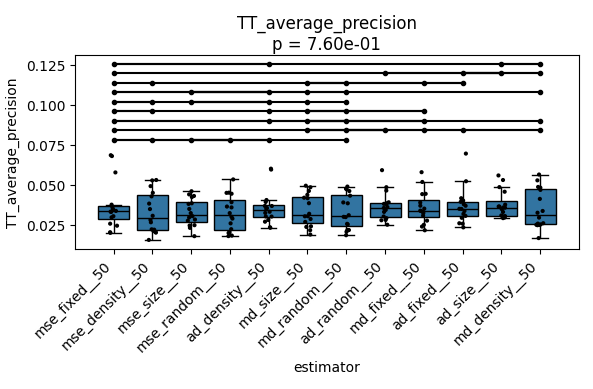 TT_average_precision
p = 7.60e-01
TT_average_precision
0.125
0.100
0.075
0.050
0.025
mse_fixed__50
mse_density__50
mse_size__50
mse_random__50
ad_density__50
md_size__50
md_random__50
ad_random__50
md_fixed__50
ad_fixed__50
ad_size__50
md_density__50
estimator